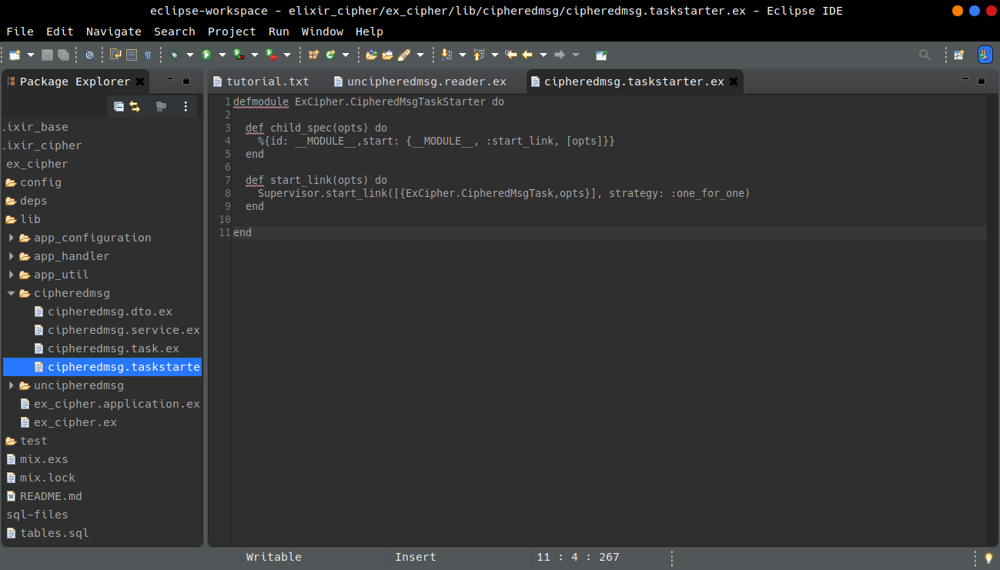 eclipse-workspace - elixir_cipher/ex_cipher/lib/cipheredmsg/cipheredmsg.taskstarter.ex - Eclipse IDE
File Edit Navigate Search Project Run Window Help
Package Explorer
tutorial.txt
uncipheredmsg.reader.ex
cipheredmsg.taskstarter.ex
lixir_base
lixir_cipher
ex_cipher
config
deps
lib
app_configuration
app_handler
app_util
cipheredmsg
cipheredmsg.dto.ex
cipheredmsg.service.ex
cipheredmsg.task.ex
cipheredmsg.taskstarte
uncipheredmsg
ex_cipher.application.ex
ex_cipher.ex
test
mix.exs
mix.lock
README.md
sql-files
tables.sql
1 defmodule ExCipher.CipheredMsgTaskStarter do
2
3   def child_spec(opts) do
4     %{id: __MODULE__,start: {__MODULE__, :start_link, [opts]}}
5   end
6
7   def start_link(opts) do
8     Supervisor.start_link([{ExCipher.CipheredMsgTask,opts}], strategy: :one_for_one)
9   end
10
11 end
Writable Insert 11 : 4 : 267